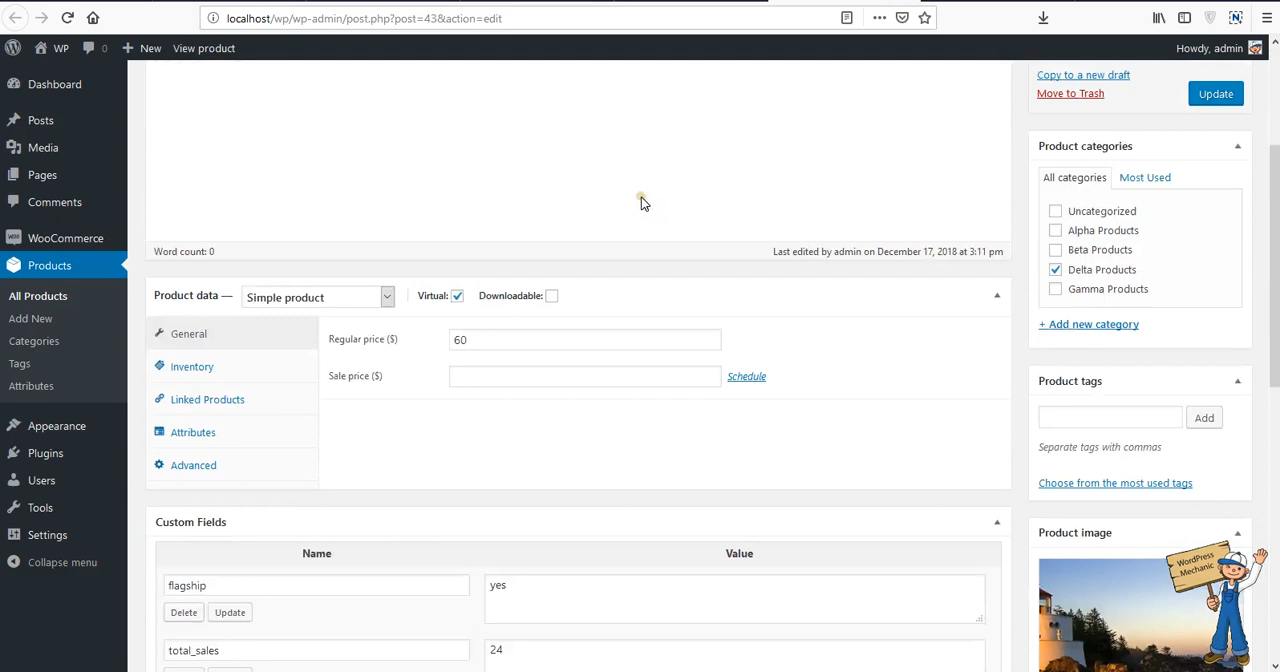 localhost/wp/wp-admin/post.php?post=43&action=edit
WP
0
New
View product
Howdy, admin
Dashboard
Posts
Media
Pages
Comments
WooCommerce
Products
All Products
Add New
Categories
Tags
Attributes
Appearance
Plugins
Users
Tools
Settings
Collapse menu
Word count: 0
Last edited by admin on December 17, 2018 at 3:11 pm
Product data — Simple product Virtual: Downloadable:
General
Inventory
Linked Products
Attributes
Advanced
Regular price ($) 60
Sale price ($) Schedule
Custom Fields
Name Value
flagship yes
Delete Update
total_sales 24
Copy to a new draft
Move to Trash
Update
Product categories
All categories Most Used
Uncategorized
Alpha Products
Beta Products
Delta Products
Gamma Products
+ Add new category
Product tags
Add
Separate tags with commas
Choose from the most used tags
Product image
WordPress
Mechanic